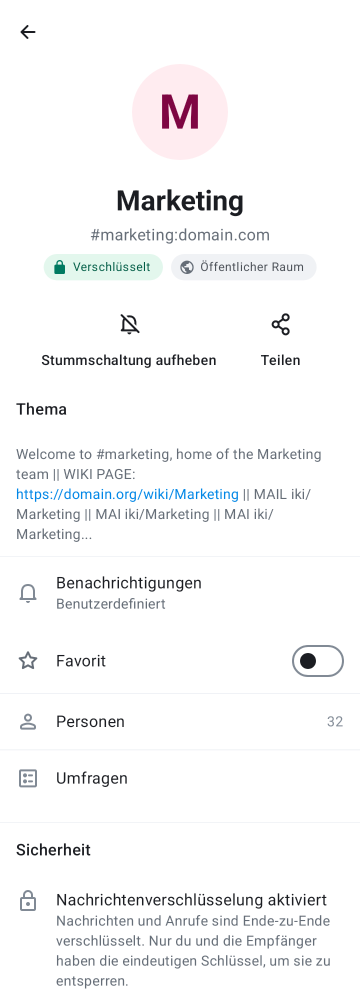 M
Marketing
#marketing:domain.com
Verschlüsselt
Öffentlicher Raum
Stummschaltung aufheben
Teilen
Thema
Welcome to #marketing, home of the Marketing
team || WIKI PAGE:
https://domain.org/wiki/Marketing || MAIL iki/
Marketing || MAI iki/Marketing || MAI iki/
Marketing...
Benachrichtigungen
Benutzerdefiniert
Favorit
Personen
32
Umfragen
Sicherheit
Nachrichtenverschlüsselung aktiviert
Nachrichten und Anrufe sind Ende-zu-Ende
verschlüsselt. Nur du und die Empfänger
haben die eindeutigen Schlüssel, um sie zu
entsperren.